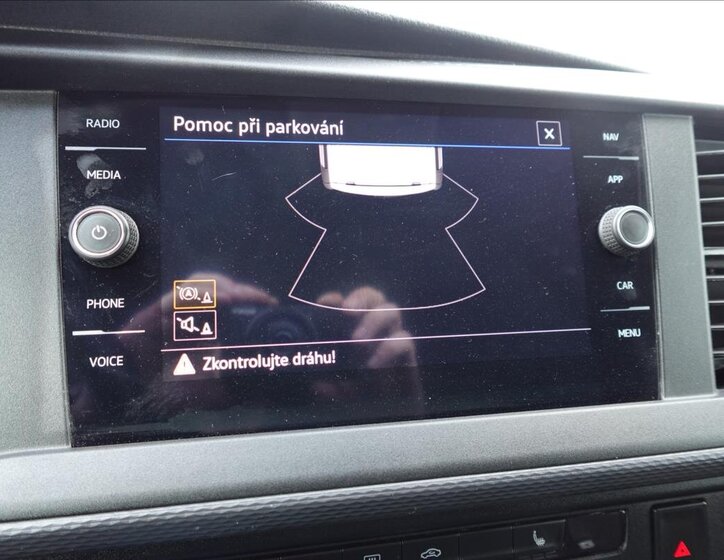 RADIO
MEDIA
PHONE
VOICE
Pomoc při parkování
Zkontrolujte dráhu!
NAV
APP
CAR
MENU